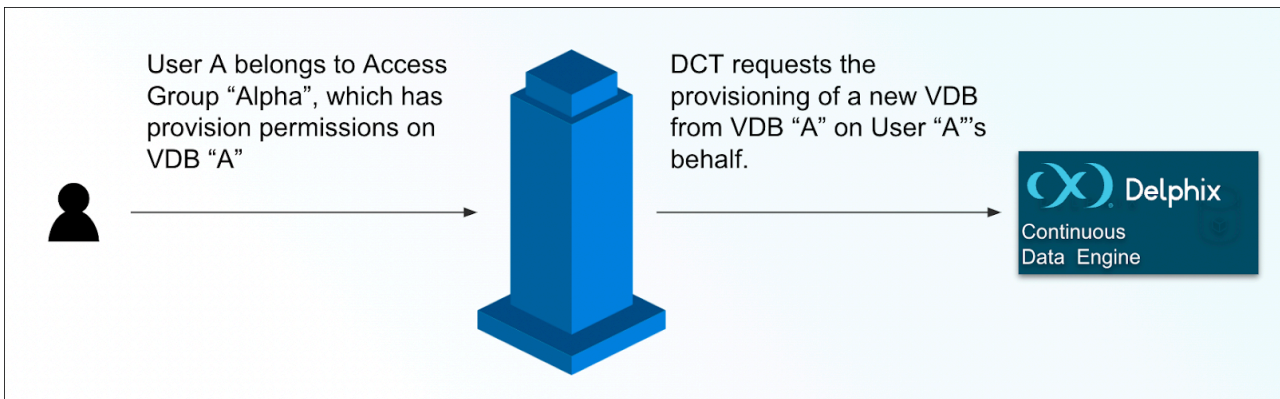 User A belongs to Access
Group “Alpha”, which has
provision permissions on
VDB “A”
DCT requests the
provisioning of a new VDB
from VDB “A” on User “A”’s
behalf.
Delphix
Continuous
Data Engine